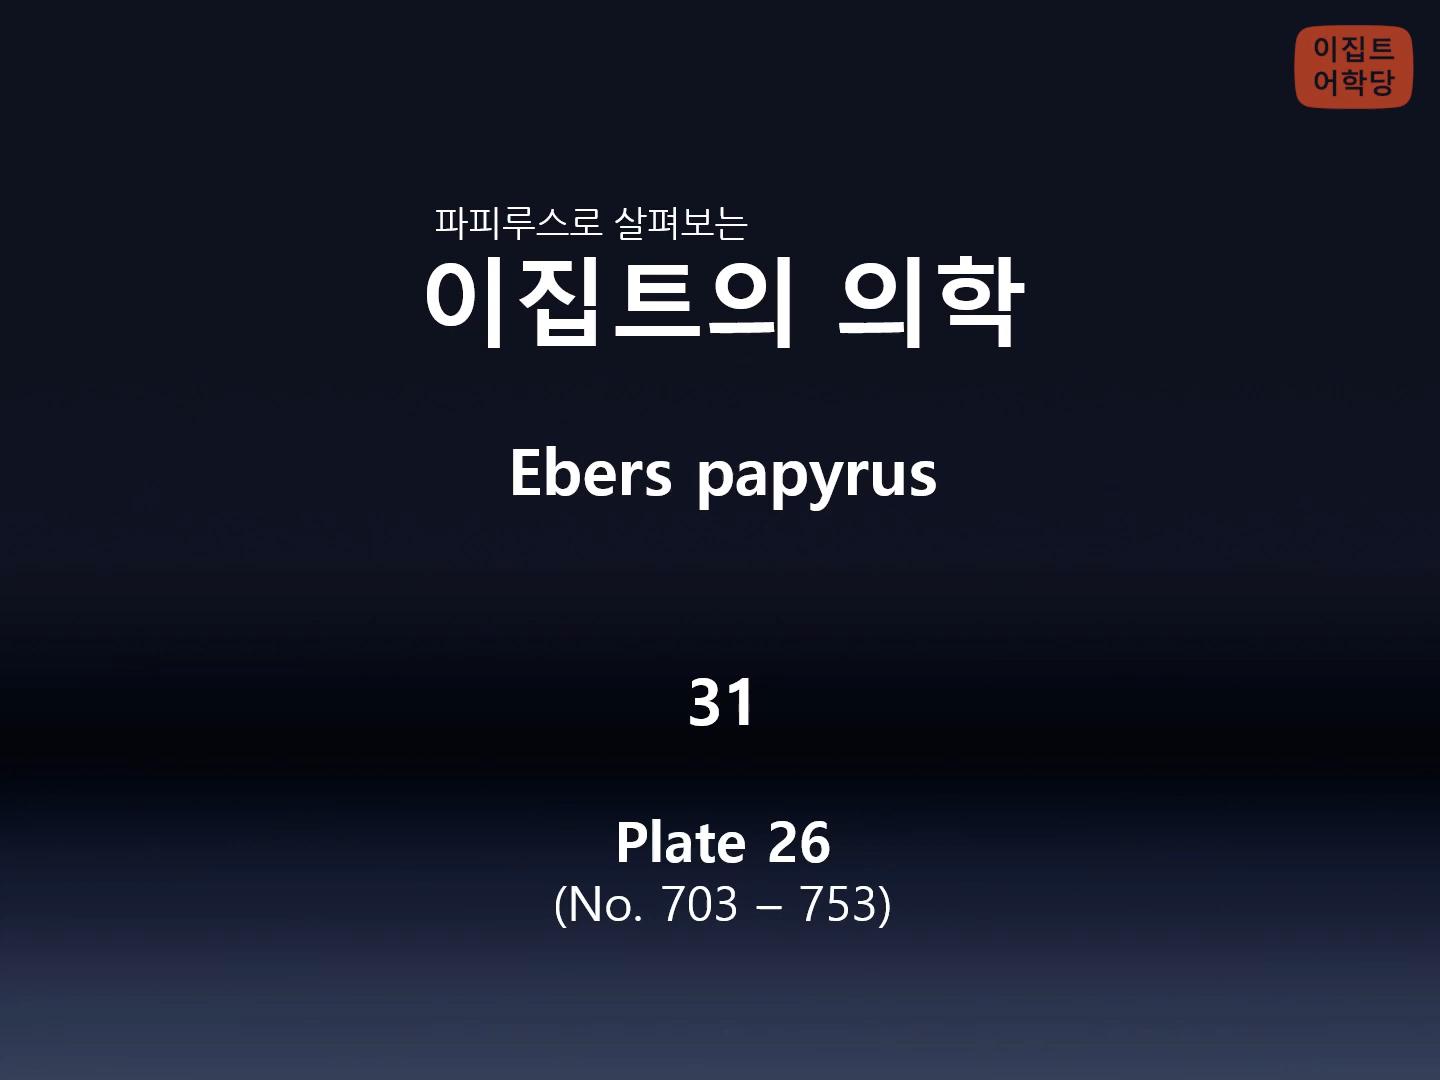 이집트
어학당
파피루스로 살펴보는
이집트의 의학
Ebers papyrus
31
Plate 26
(No. 703 – 753)